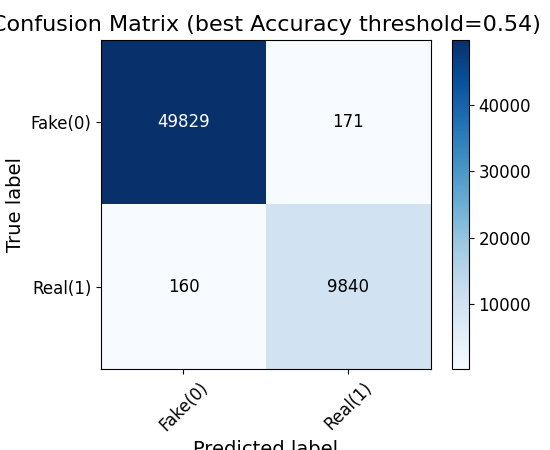 Confusion Matrix (best Accuracy threshold=0.54)
Fake(0)
49829
171
Real(1)
160
9840
True label
Fake(0)
Real(1)
Predicted label
40000
30000
20000
10000